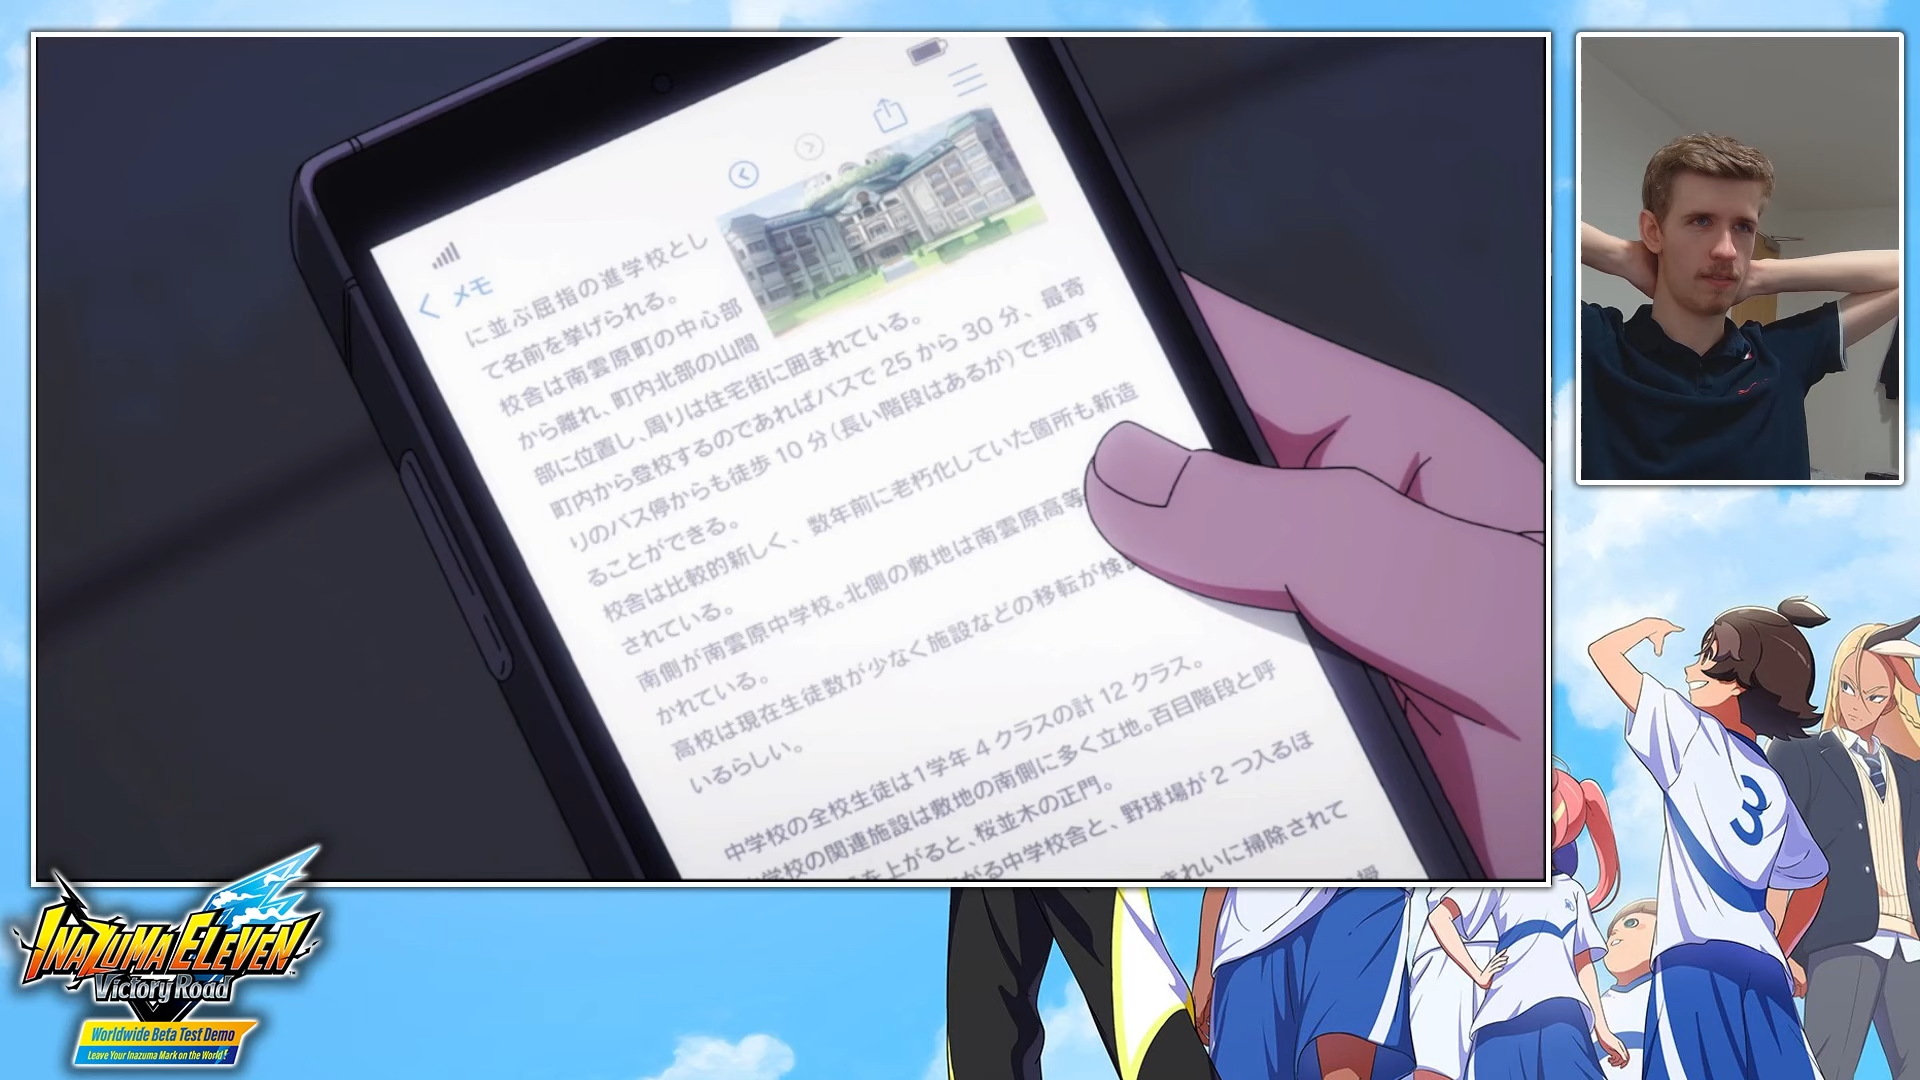 メモ
に並ぶ屈指の進学校とし
て名前を挙げられる。
校舎は南雲原町の中心部
から離れ、町内北部の山間
部に位置し、周りは住宅街に囲まれている。
町内から登校するのであればバスで 25 から 30 分、最寄
りのバス停からも徒歩 10 分（長い階段はあるが）で到着す
ることができる。
校舎は比較的新しく、数年前に老朽化していた箇所も新造
されている。
南側が南雲原中学校。北側の敷地は南雲原高等
かれている。
高校は現在生徒数が少なく施設などの移転が検
いるらしい。
中学校の全校生徒は1学年 4 クラスの計 12 クラス。
学校の関連施設は敷地の南側に多く立地。百目階段と呼
を上がると、桜並木の正門。
がる中学校舎と、野球場が 2 つ入るほ
きれいに掃除されて
3
INAZUMA ELEVEN
Victory Road
Worldwide Beta Test Demo
Leave Your Inazuma Mark on the World!